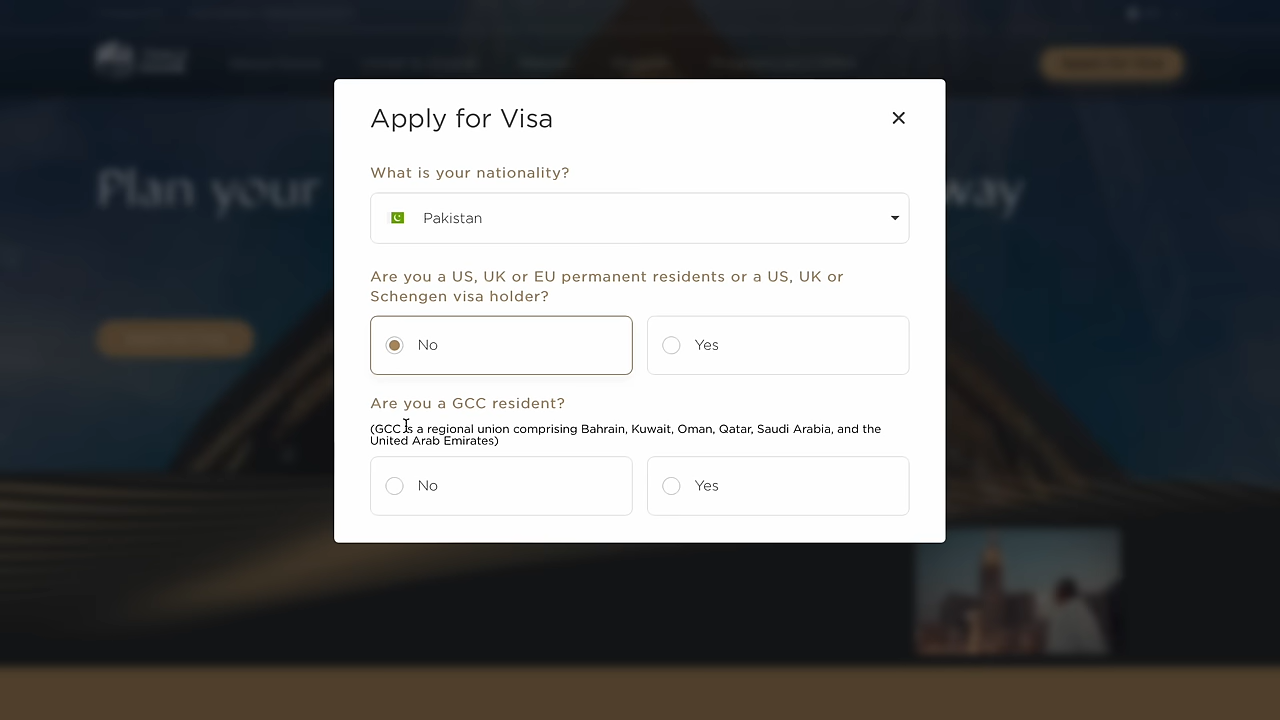 Apply for Visa
What is your nationality?
Pakistan
Are you a US, UK or EU permanent residents or a US, UK or
Schengen visa holder?
No
Yes
Are you a GCC resident?
(GCC is a regional union comprising Bahrain, Kuwait, Oman, Qatar, Saudi Arabia, and the
United Arab Emirates)
No
Yes
Plan your
way